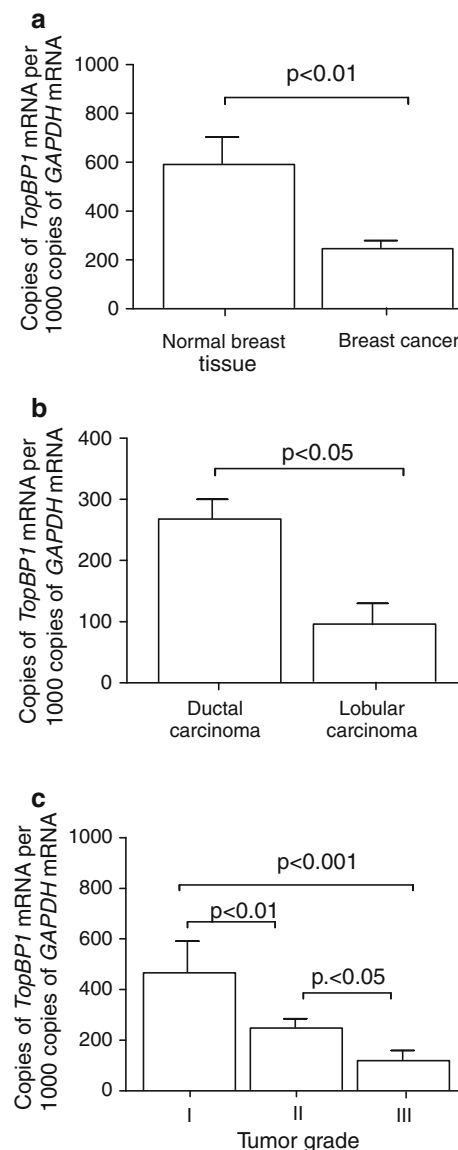 a
Copies of TopBP1 mRNA per
1000 copies of GAPDH mRNA
1000
800
600
400
200
0
p<0.01
Normal breast
tissue
Breast cancer
b
Copies of TopBP1 mRNA per
1000 copies of GAPDH mRNA
400
300
200
100
0
p<0.05
Ductal
carcinoma
Lobular
carcinoma
c
Copies of TopBP1 mRNA per
1000 copies of GAPDH mRNA
1000
800
600
400
200
0
p<0.001
p<0.01
p.<0.05
I
II
III
Tumor grade